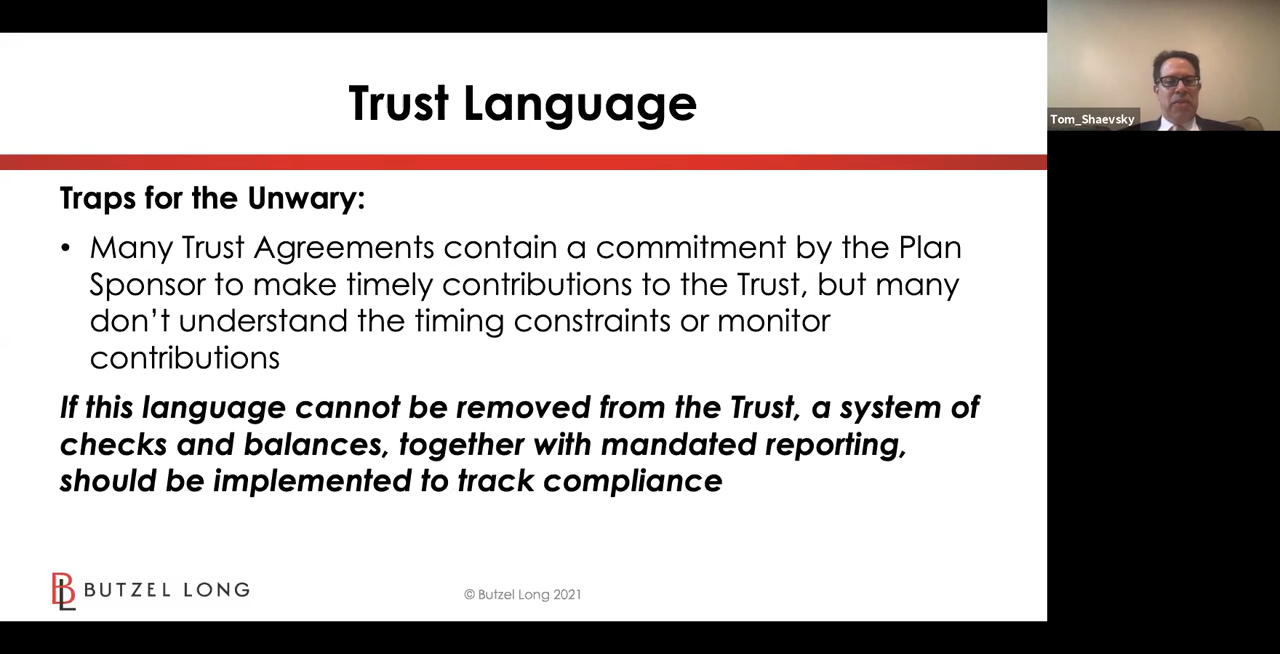 Trust Language
Tom_Shaevsky
Traps for the Unwary:
• Many Trust Agreements contain a commitment by the Plan
Sponsor to make timely contributions to the Trust, but many
don’t understand the timing constraints or monitor
contributions
If this language cannot be removed from the Trust, a system of
checks and balances, together with mandated reporting,
should be implemented to track compliance
BL BUTZEL LONG
© Butzel Long 2021